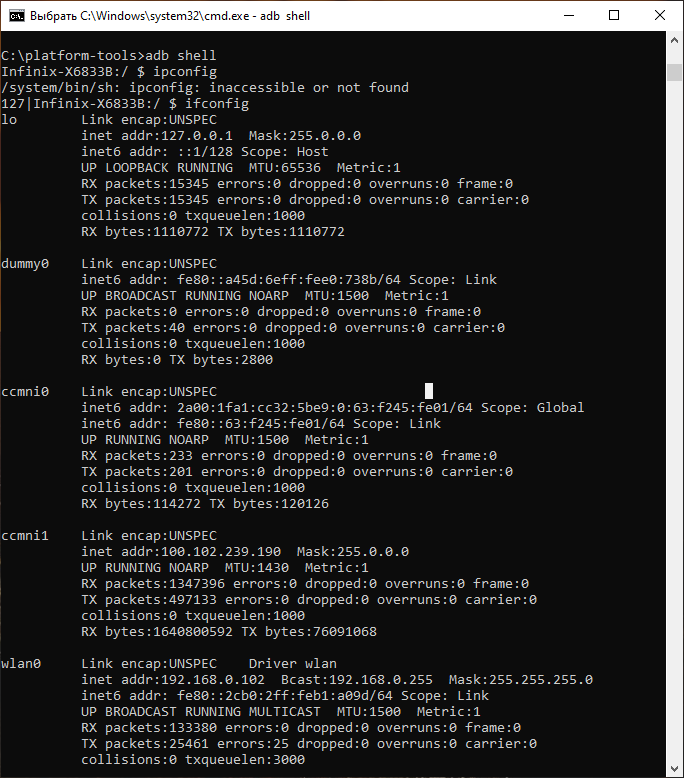 Выбрать C:\Windows\system32\cmd.exe - adb shell
C:\platform-tools>adb shell
Infinix-X6833B:/ $ ipconfig
/system/bin/sh: ipconfig: inaccessible or not found
127|Infinix-X6833B:/ $ ifconfig
lo        Link encap:UNSPEC
          inet addr:127.0.0.1  Mask:255.0.0.0
          inet6 addr: ::1/128 Scope: Host
          UP LOOPBACK RUNNING  MTU:65536  Metric:1
          RX packets:15345 errors:0 dropped:0 overruns:0 frame:0
          TX packets:15345 errors:0 dropped:0 overruns:0 carrier:0
          collisions:0 txqueuelen:1000
          RX bytes:1110772 TX bytes:1110772
dummy0    Link encap:UNSPEC
          inet6 addr: fe80::a45d:6eff:fee0:738b/64 Scope: Link
          UP BROADCAST RUNNING NOARP  MTU:1500  Metric:1
          RX packets:0 errors:0 dropped:0 overruns:0 frame:0
          TX packets:40 errors:0 dropped:0 overruns:0 carrier:0
          collisions:0 txqueuelen:1000
          RX bytes:0 TX bytes:2800
ccmni0    Link encap:UNSPEC
          inet6 addr: 2a00:1fa1:cc32:5be9:0:63:f245:fe01/64 Scope: Global
          inet6 addr: fe80::63:f245:fe01/64 Scope: Link
          UP RUNNING NOARP  MTU:1500  Metric:1
          RX packets:233 errors:0 dropped:0 overruns:0 frame:0
          TX packets:201 errors:0 dropped:0 overruns:0 carrier:0
          collisions:0 txqueuelen:1000
          RX bytes:114272 TX bytes:120126
ccmni1    Link encap:UNSPEC
          inet addr:100.102.239.190  Mask:255.0.0.0
          UP RUNNING NOARP  MTU:1430  Metric:1
          RX packets:1347396 errors:0 dropped:0 overruns:0 frame:0
          TX packets:497133 errors:0 dropped:0 overruns:0 carrier:0
          collisions:0 txqueuelen:1000
          RX bytes:1640800592 TX bytes:76091068
wlan0     Link encap:UNSPEC    Driver wlan
          inet addr:192.168.0.102  Bcast:192.168.0.255  Mask:255.255.255.0
          inet6 addr: fe80::2cb0:2ff:feb1:a09d/64 Scope: Link
          UP BROADCAST RUNNING MULTICAST  MTU:1500  Metric:1
          RX packets:133380 errors:0 dropped:0 overruns:0 frame:0
          TX packets:25461 errors:25 dropped:0 overruns:0 carrier:0
          collisions:0 txqueuelen:3000